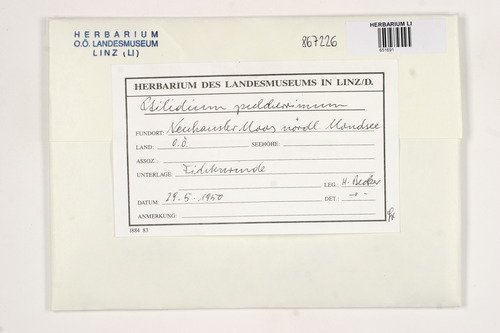 HERBARIUM
O.Ö. LANDESMUSEUM
LINZ (LI)
867226
HERBARIUM LI
HERBARIUM DES LANDESMUSEUMS IN LINZ/D.
Ptilidium pulcherrimum
FUNDORT: Neuhauser Moos nördl. Mondsee
LAND: O.Ö. SEEHÖHE:
ASSOZ.:
UNTERLAGE: Fichtenrinde
LEG. H. Becker
DATUM: 29.5.1950 DET.: -"-
ANMERKUNG:
I884 83